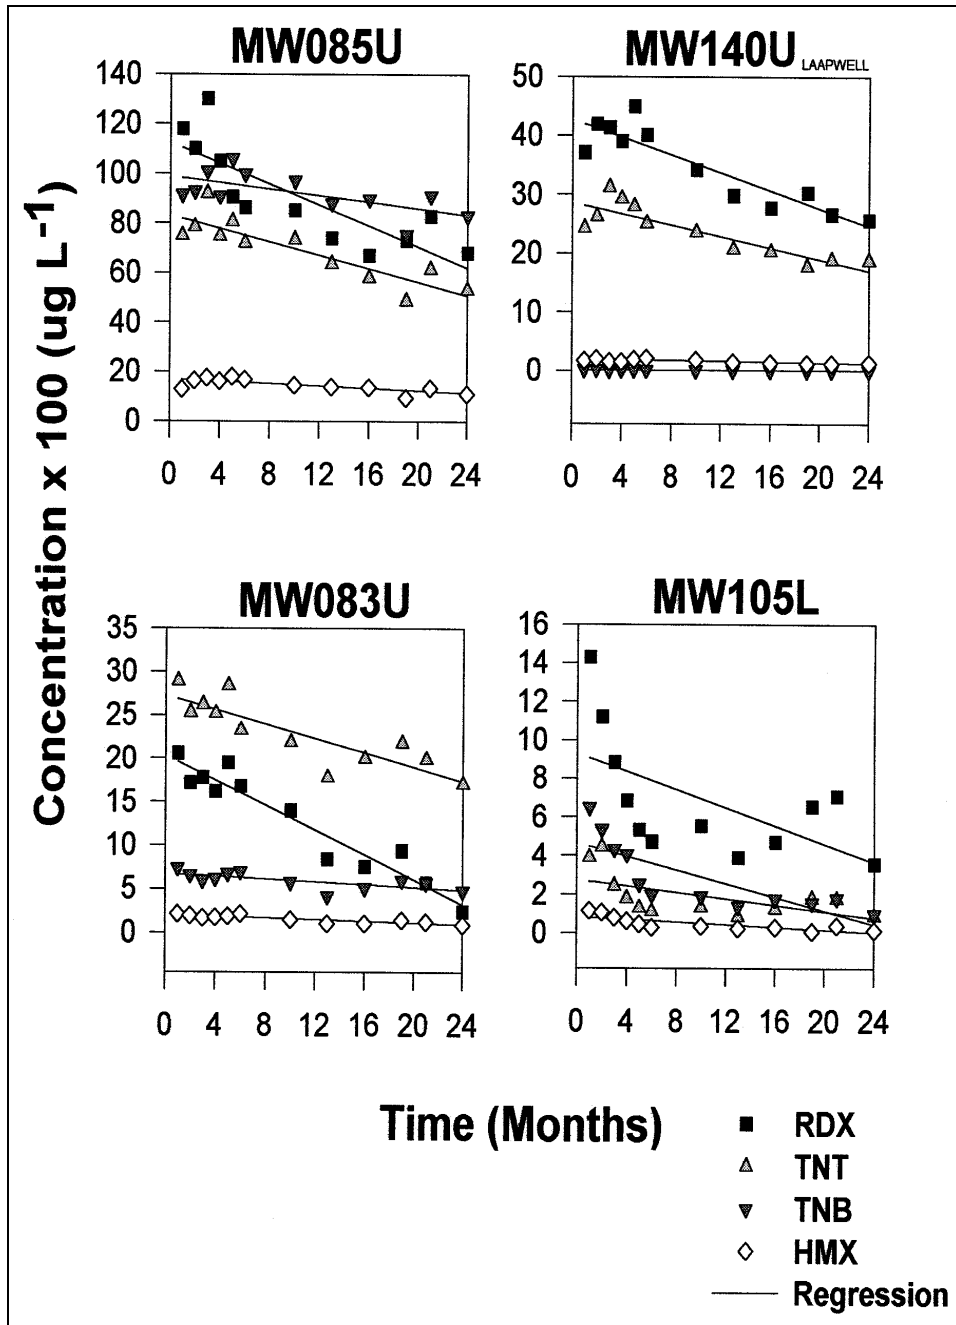 MW085U
MW140U LAAPWELL
140
120
100
80
60
40
20
0
0 4 8 12 16 20 24
50
40
30
20
10
0
0 4 8 12 16 20 24
Concentration x 100 (ug L-1)
MW083U
MW105L
35
30
25
20
15
10
5
0
0 4 8 12 16 20 24
16
14
12
10
8
6
4
2
0
0 4 8 12 16 20 24
Time (Months)
RDX
TNT
TNB
HMX
Regression